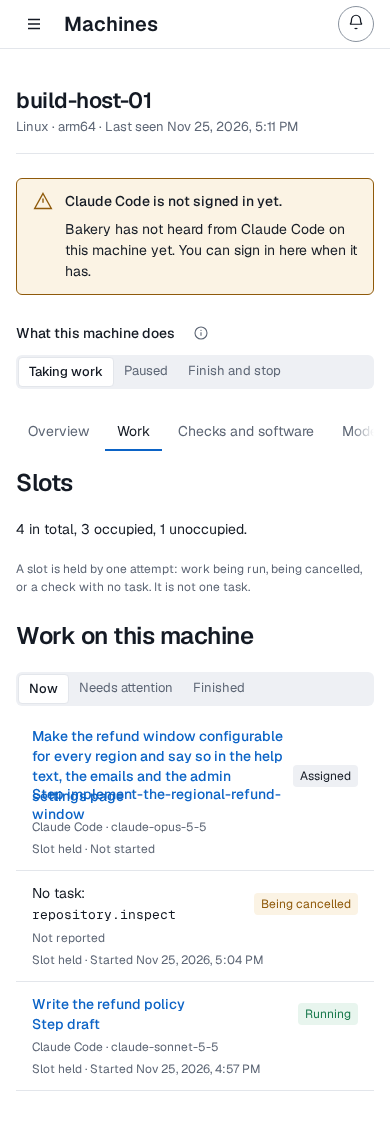 Machines
build-host-01
Linux · arm64 · Last seen Nov 25, 2026, 5:11 PM
Claude Code is not signed in yet.
Bakery has not heard from Claude Code on
this machine yet. You can sign in here when it
has.
What this machine does
Taking work Paused Finish and stop
Overview Work Checks and software Mode
Slots
4 in total, 3 occupied, 1 unoccupied.
A slot is held by one attempt: work being run, being cancelled,
or a check with no task. It is not one task.
Work on this machine
Now Needs attention Finished
Make the refund window configurable
for every region and say so in the help
text, the emails and the admin
settings page
Assigned
Step implement-the-regional-refund-
window
Claude Code · claude-opus-5-5
Slot held · Not started
No task:
repository.inspect
Being cancelled
Not reported
Slot held · Started Nov 25, 2026, 5:04 PM
Write the refund policy
Step draft
Running
Claude Code · claude-sonnet-5-5
Slot held · Started Nov 25, 2026, 4:57 PM